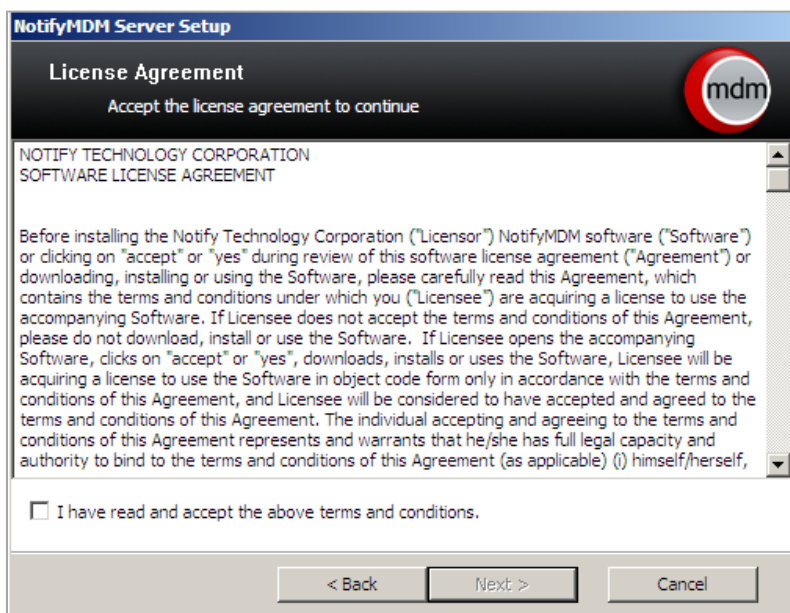 NotifyMDM Server Setup
License Agreement
Accept the license agreement to continue
mdm
NOTIFY TECHNOLOGY CORPORATION
SOFTWARE LICENSE AGREEMENT
Before installing the Notify Technology Corporation ("Licensor") NotifyMDM software ("Software")
or clicking on "accept" or "yes" during review of this software license agreement ("Agreement") or
downloading, installing or using the Software, please carefully read this Agreement, which
contains the terms and conditions under which you ("Licensee") are acquiring a license to use the
accompanying Software. If Licensee does not accept the terms and conditions of this Agreement,
please do not download, install or use the Software.  If Licensee opens the accompanying
Software, clicks on "accept" or "yes", downloads, installs or uses the Software, Licensee will be
acquiring a license to use the Software in object code form only in accordance with the terms and
conditions of this Agreement, and Licensee will be considered to have accepted and agreed to the
terms and conditions of this Agreement. The individual accepting and agreeing to the terms and
conditions of this Agreement represents and warrants that he/she has full legal capacity and
authority to bind to the terms and conditions of this Agreement (as applicable) (i) himself/herself,
I have read and accept the above terms and conditions.
< Back
Next >
Cancel